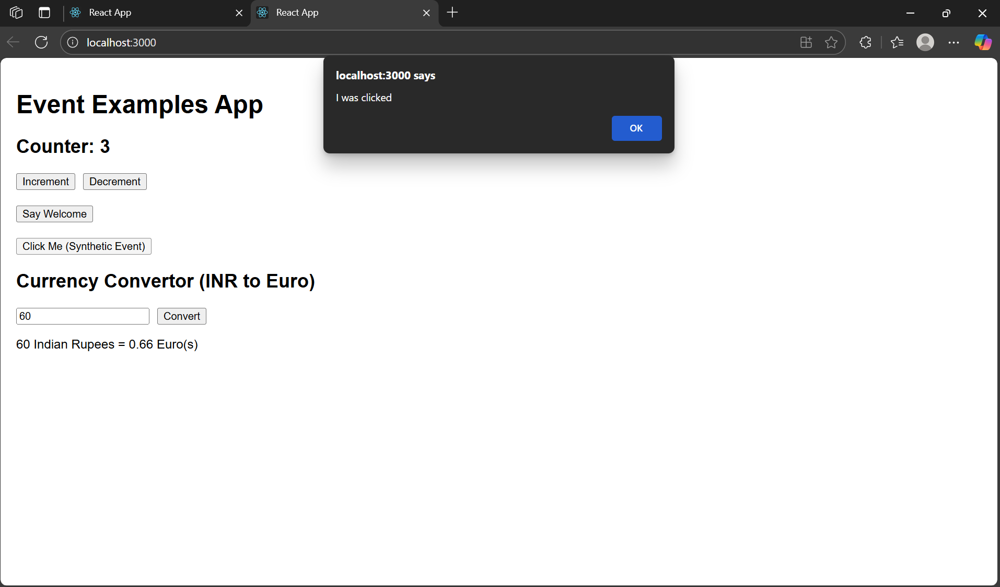 React App
React App
localhost:3000
localhost:3000 says
I was clicked
OK
Event Examples App
Counter: 3
Increment Decrement
Say Welcome
Click Me (Synthetic Event)
Currency Convertor (INR to Euro)
60 Convert
60 Indian Rupees = 0.66 Euro(s)